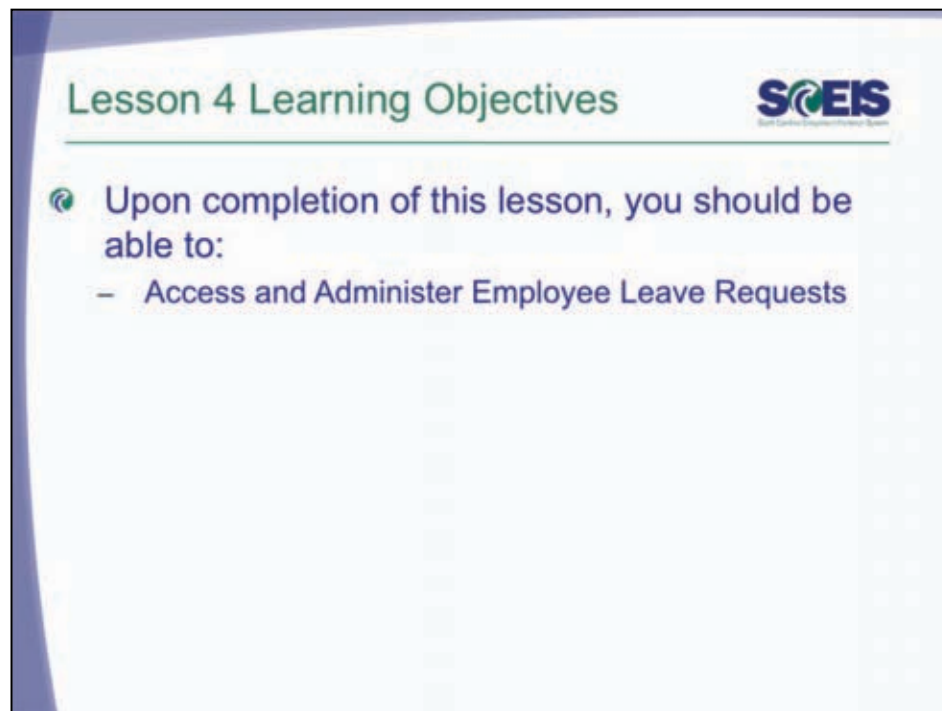 Lesson 4 Learning Objectives
SCEIS
Upon completion of this lesson, you should be
able to:
– Access and Administer Employee Leave Requests